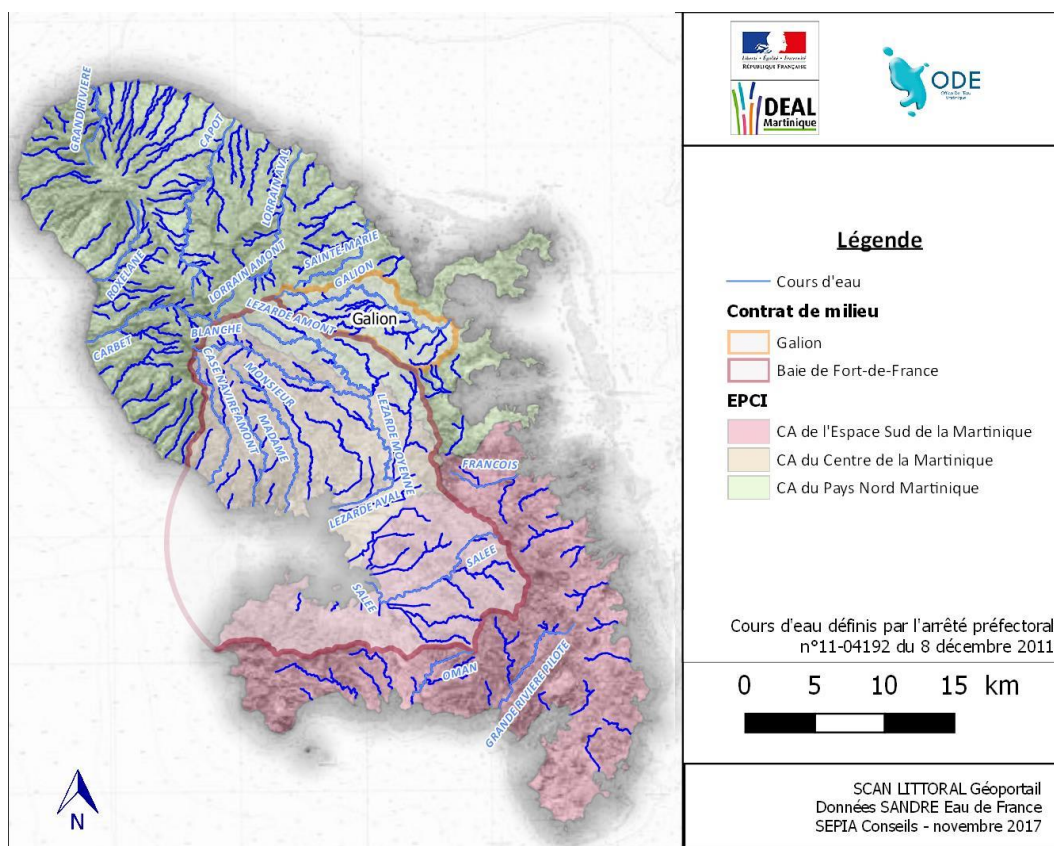 GRAND RIVIERE
CAPOT
LORRAIN AVAL
ROXELANE
LORRAIN AMONT
SAINTE-MARIE
GALION
LEZARDE AMONT
Galion
CARBET
BLANCHE
CASE NAVIRE AMONT
MONSIEUR
MADAME
LEZARDE MOYENNE
FRANCOIS
LEZARDE AVAL
SALEE
SALEE
OMAN
GRANDE RIVIERE PILOTE
N
Liberté • Égalité • Fraternité
RÉPUBLIQUE FRANÇAISE
DEAL
Martinique
ODE
Légende
Cours d'eau
Contrat de milieu
Galion
Baie de Fort-de-France
EPCI
CA de l'Espace Sud de la Martinique
CA du Centre de la Martinique
CA du Pays Nord Martinique
Cours d'eau définis par l'arrêté préfectoral
n°11-04192 du 8 décembre 2011
0 5 10 15 km
SCAN LITTORAL Géoportail
Données SANDRE Eau de France
SEPIA Conseils - novembre 2017